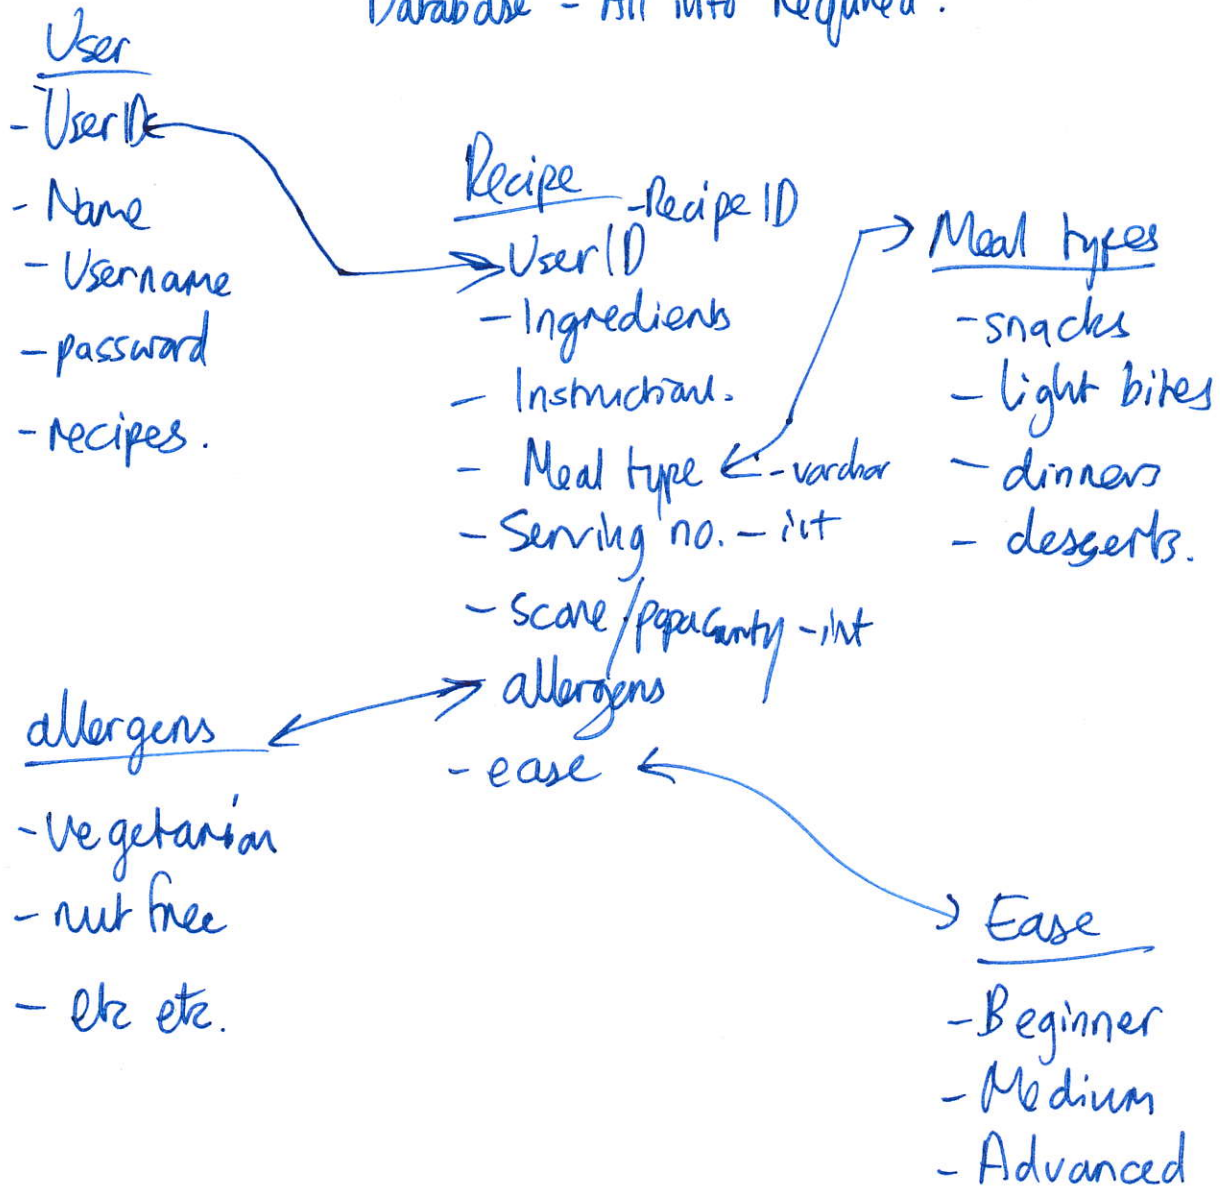 Database - All info Required.
User
- UserID
- Name
- Username
- password
- recipes.
Recipe - Recipe ID
UserID
- Ingredients
- Instructions.
- Meal type - varchar
- Serving no. - int
- Score/popularity - int
allergens
- ease
Meal types
- snacks
- light bites
- dinners
- desserts.
allergens
- vegetarian
- nut free
- etc etc.
Ease
- Beginner
- Medium
- Advanced